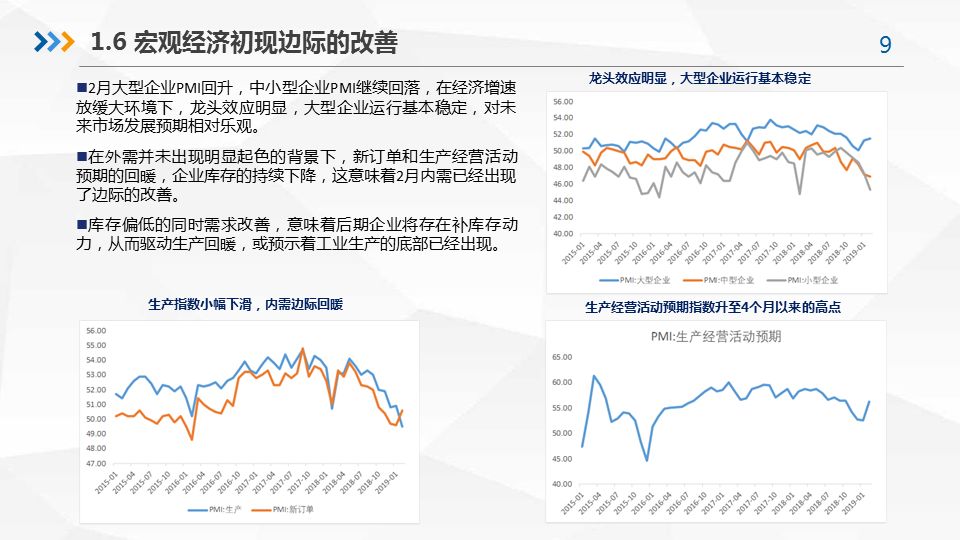 1.6 宏观经济初现边际的改善
9
■2月大型企业PMI回升，中小型企业PMI继续回落，在经济增速
放缓大环境下，龙头效应明显，大型企业运行基本稳定，对未
来市场发展预期相对乐观。
■在外需并未出现明显起色的背景下，新订单和生产经营活动
预期的回暖，企业库存的持续下降，这意味着2月内需已经出现
了边际的改善。
■库存偏低的同时需求改善，意味着后期企业将存在补库存动
力，从而驱动生产回暖，或预示着工业生产的底部已经出现。
龙头效应明显，大型企业运行基本稳定
56.00
54.00
52.00
50.00
48.00
46.00
44.00
42.00
40.00
2015-01 2015-04 2015-07 2015-10 2016-01 2016-04 2016-07 2016-10 2017-01 2017-04 2017-07 2017-10 2018-01 2018-04 2018-07 2018-10 2019-01
PMI:大型企业 PMI:中型企业 PMI:小型企业
生产指数小幅下滑，内需边际回暖
56.00
55.00
54.00
53.00
52.00
51.00
50.00
49.00
48.00
47.00
2015-01 2015-04 2015-07 2015-10 2016-01 2016-04 2016-07 2016-10 2017-01 2017-04 2017-07 2017-10 2018-01 2018-04 2018-07 2018-10 2019-01
PMI:生产 PMI:新订单
生产经营活动预期指数升至4个月以来的高点
PMI:生产经营活动预期
65.00
60.00
55.00
50.00
45.00
40.00
2015-01 2015-04 2015-07 2015-10 2016-01 2016-04 2016-07 2016-10 2017-01 2017-04 2017-07 2017-10 2018-01 2018-04 2018-07 2018-10 2019-01